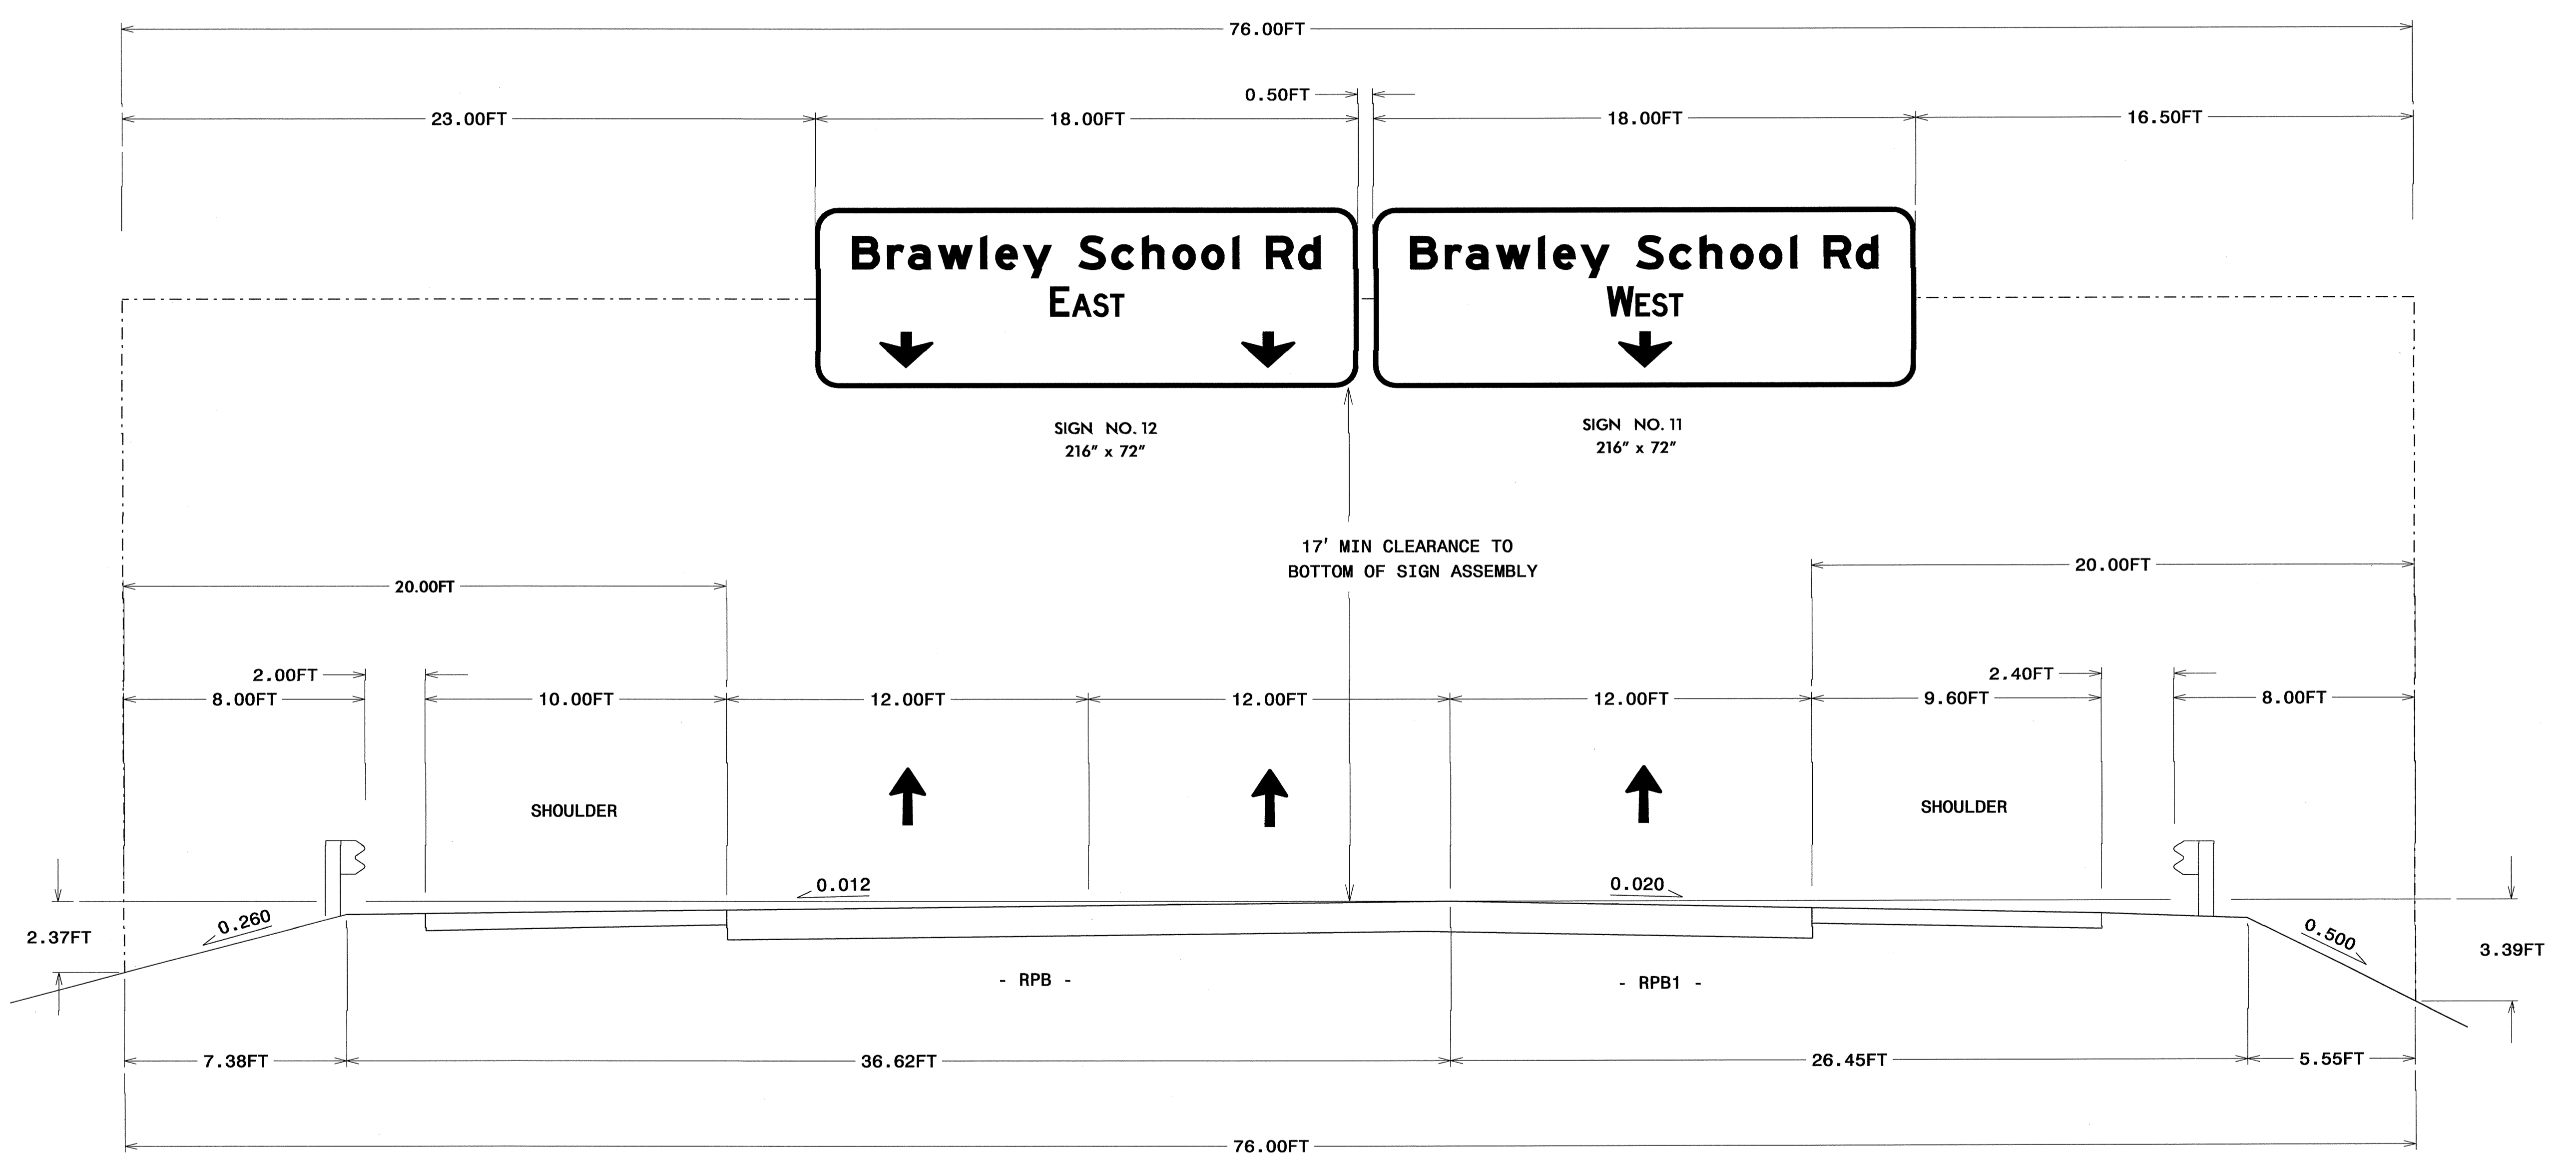 76.00FT
0.50FT
23.00FT 18.00FT 18.00FT 16.50FT
Brawley School Rd
EAST
Brawley School Rd
WEST
SIGN NO. 12
216" x 72"
SIGN NO. 11
216" x 72"
17' MIN CLEARANCE TO
BOTTOM OF SIGN ASSEMBLY
20.00FT 20.00FT
2.00FT 2.40FT
8.00FT 10.00FT 12.00FT 12.00FT 12.00FT 9.60FT 8.00FT
SHOULDER SHOULDER
0.012 0.020
0.260 0.500
2.37FT 3.39FT
- RPB - - RPB1 -
7.38FT 36.62FT 26.45FT 5.55FT
76.00FT